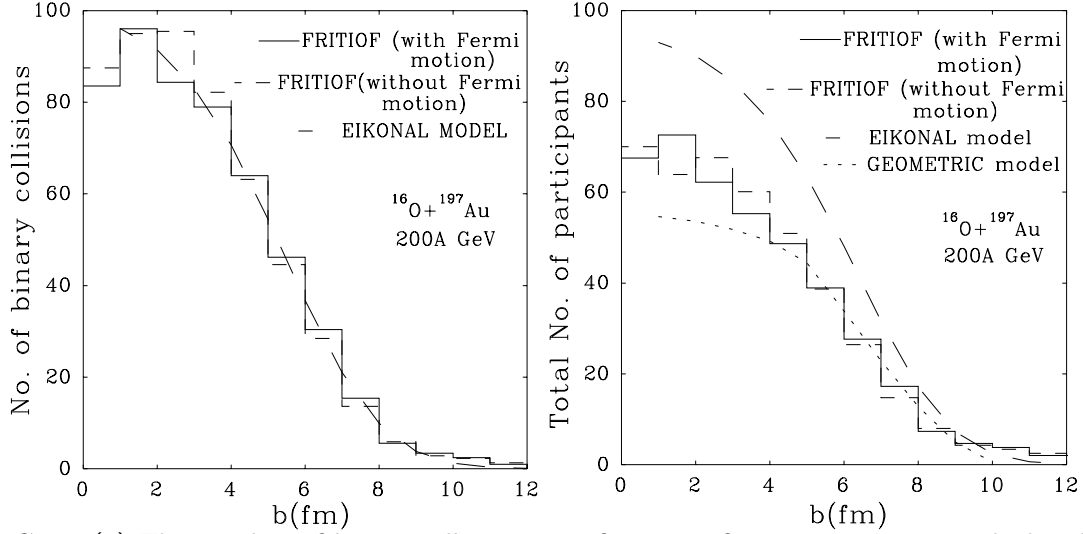 100
80
60
40
20
0
No. of binary collisions
FRITIOF (with Fermi
motion)
FRITIOF(without Fermi
motion)
EIKONAL MODEL
16O+197Au
200A GeV
0 2 4 6 8 10 12
b(fm)
100
80
60
40
20
0
Total No. of participants
FRITIOF (with Fermi
motion)
FRITIOF (without Fermi
motion)
EIKONAL model
GEOMETRIC model
16O+197Au
200A GeV
0 2 4 6 8 10 12
b(fm)